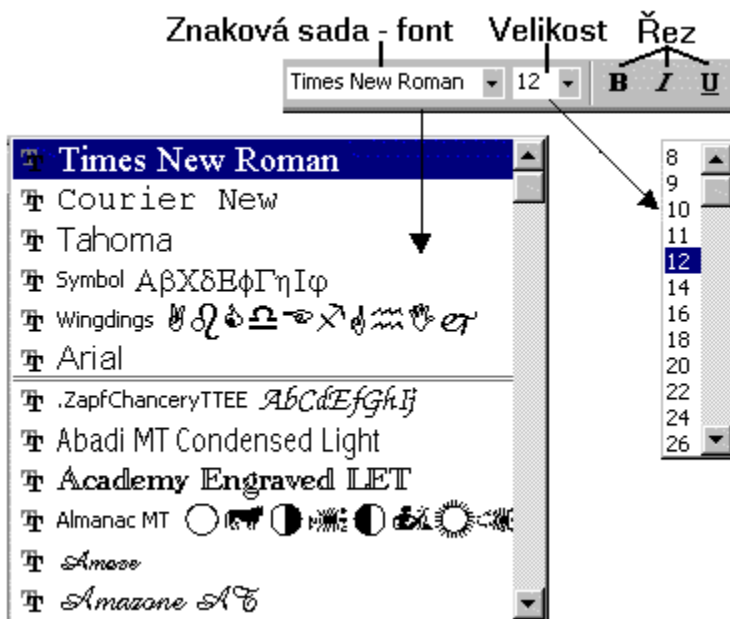 Znaková sada - font Velikost Řez
Times New Roman 12 B I U
Times New Roman
Courier New
Tahoma
Symbol ΑβΧδΕφΓηΙφ
Wingdings
Arial
.ZapfChanceryTTEE AbCdEfGhIj
Abadi MT Condensed Light
Academy Engraved LET
Almanac MT
Amaze
Amazone AT
8
9
10
11
12
14
16
18
20
22
24
26